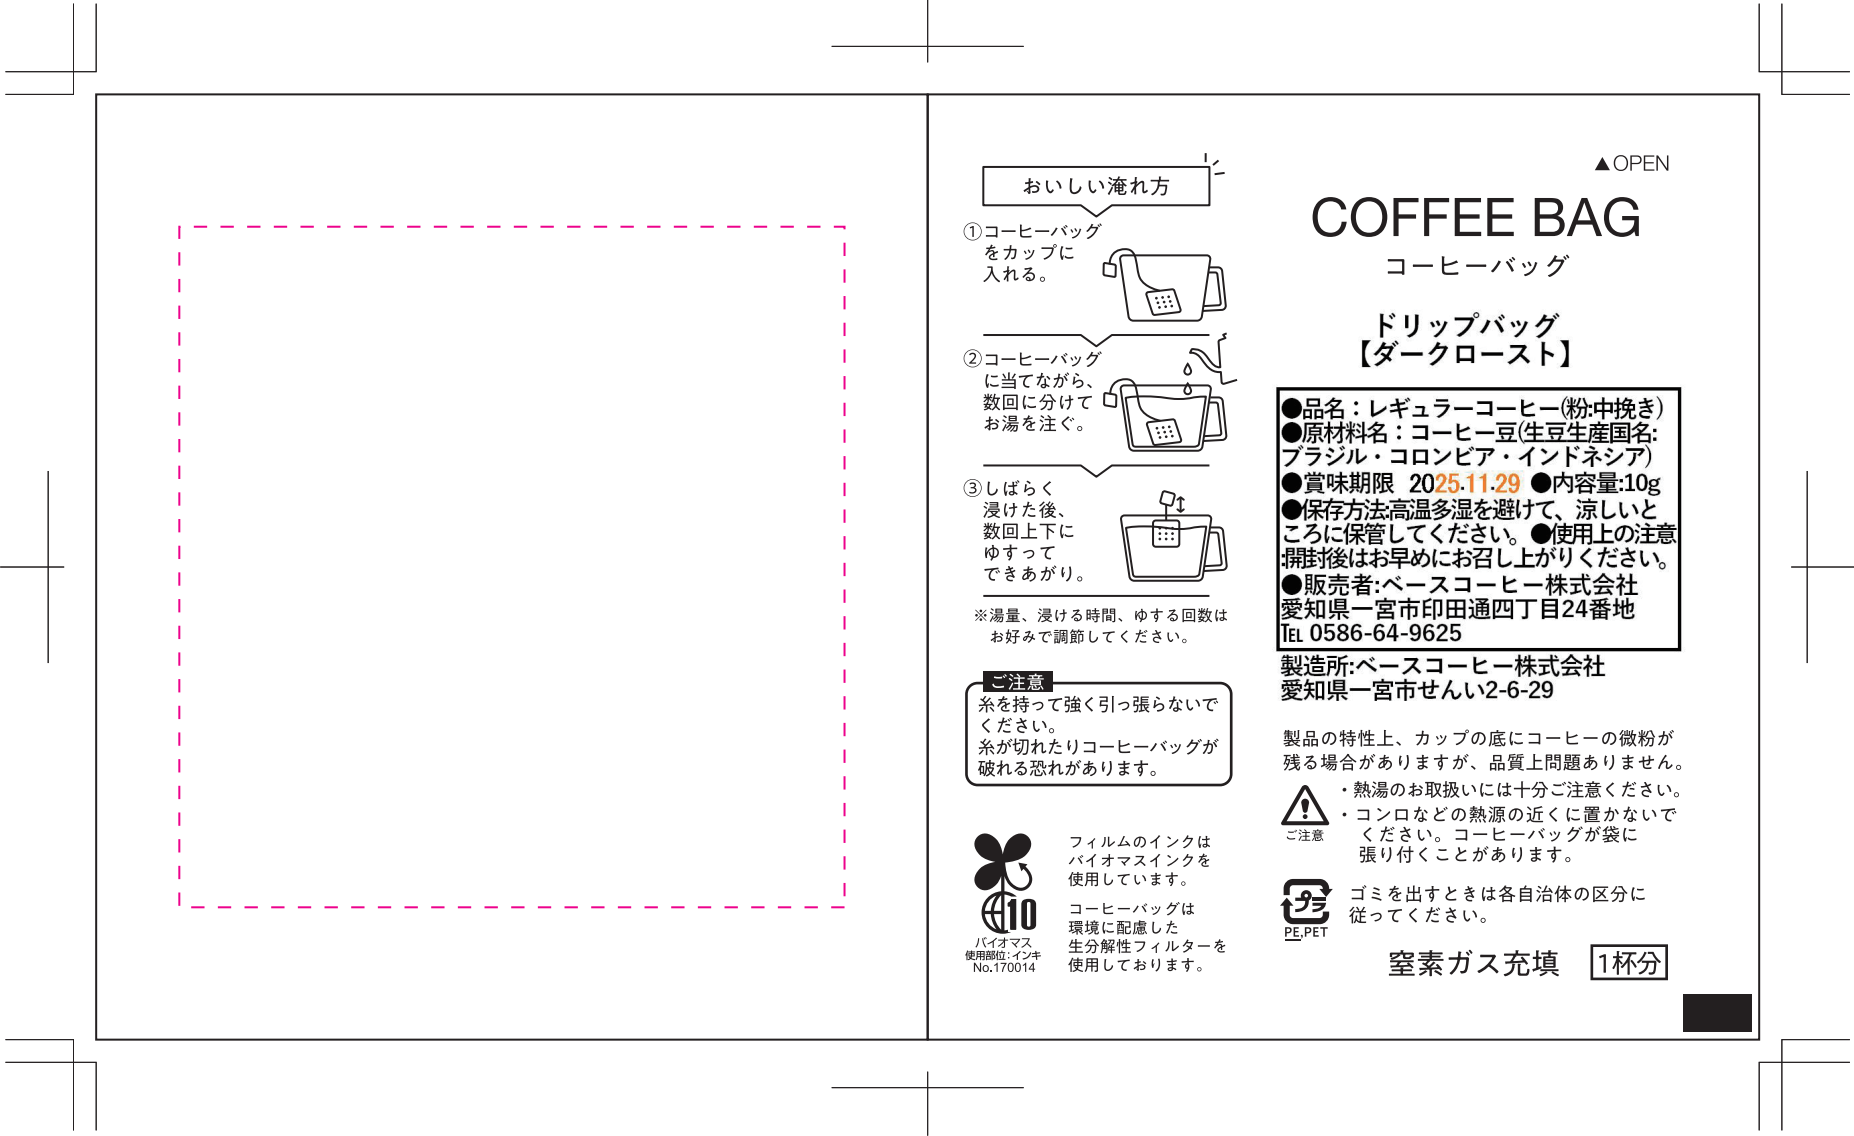 おいしい淹れ方
①コーヒーバッグ
をカップに
入れる。
②コーヒーバッグ
に当てながら、
数回に分けて
お湯を注ぐ。
③しばらく
浸けた後、
数回上下に
ゆすって
できあがり。
※湯量、浸ける時間、ゆする回数は
お好みで調節してください。
ご注意
糸を持って強く引っ張らないで
ください。
糸が切れたりコーヒーバッグが
破れる恐れがあります。
10
バイオマス
使用部位:インキ
No.170014
フィルムのインクは
バイオマスインクを
使用しています。
コーヒーバッグは
環境に配慮した
生分解性フィルターを
使用しております。
▲OPEN
COFFEE BAG
コーヒーバッグ
ドリップバッグ
【ダークロースト】
●品名：レギュラーコーヒー(粉:中挽き)
●原材料名：コーヒー豆(生豆生産国名:
ブラジル・コロンビア・インドネシア)
●賞味期限 2025.11.29 ●内容量:10g
●保存方法:高温多湿を避けて、涼しいと
ころに保管してください。●使用上の注意
:開封後はお早めにお召し上がりください。
●販売者:ベースコーヒー株式会社
愛知県一宮市印田通四丁目24番地
℡ 0586-64-9625
製造所:ベースコーヒー株式会社
愛知県一宮市せんい2-6-29
製品の特性上、カップの底にコーヒーの微粉が
残る場合がありますが、品質上問題ありません。
ご注意
・熱湯のお取扱いには十分ご注意ください。
・コンロなどの熱源の近くに置かないで
ください。コーヒーバッグが袋に
張り付くことがあります。
プラ
PE,PET
ゴミを出すときは各自治体の区分に
従ってください。
窒素ガス充填
1杯分